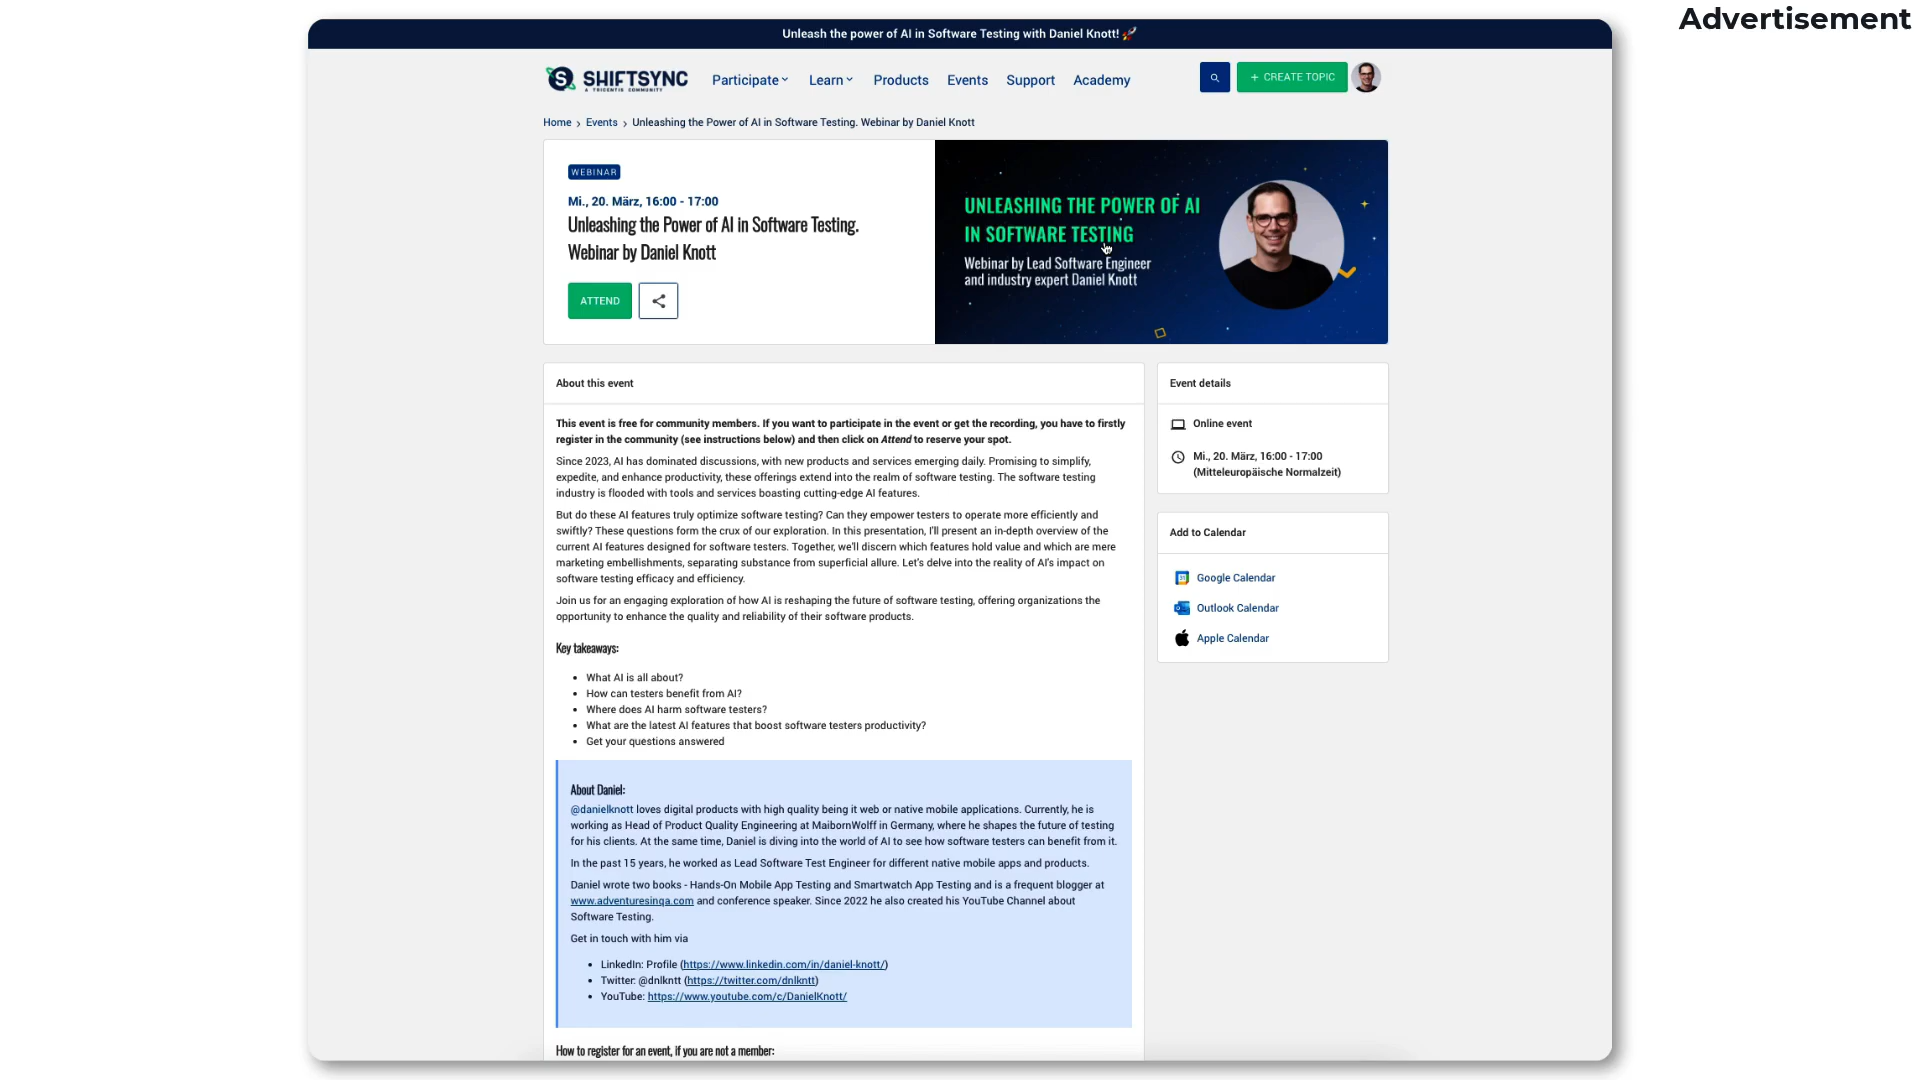 Advertisement
Unleash the power of AI in Software Testing with Daniel Knott! 🚀
SHIFTSYNC
A TRICENTIS COMMUNITY
Participate
Learn
Products
Events
Support
Academy
+ CREATE TOPIC
Home > Events > Unleashing the Power of AI in Software Testing. Webinar by Daniel Knott
WEBINAR
Mi., 20. März, 16:00 - 17:00
Unleashing the Power of AI in Software Testing.
Webinar by Daniel Knott
ATTEND
UNLEASHING THE POWER OF AI
IN SOFTWARE TESTING
Webinar by Lead Software Engineer
and industry expert Daniel Knott
About this event
This event is free for community members. If you want to participate in the event or get the recording, you have to firstly
register in the community (see instructions below) and then click on Attend to reserve your spot.
Since 2023, AI has dominated discussions, with new products and services emerging daily. Promising to simplify,
expedite, and enhance productivity, these offerings extend into the realm of software testing. The software testing
industry is flooded with tools and services boasting cutting-edge AI features.
But do these AI features truly optimize software testing? Can they empower testers to operate more efficiently and
swiftly? These questions form the crux of our exploration. In this presentation, I'll present an in-depth overview of the
current AI features designed for software testers. Together, we'll discern which features hold value and which are mere
marketing embellishments, separating substance from superficial allure. Let's delve into the reality of AI's impact on
software testing efficacy and efficiency.
Join us for an engaging exploration of how AI is reshaping the future of software testing, offering organizations the
opportunity to enhance the quality and reliability of their software products.
Key takeaways:
• What AI is all about?
• How can testers benefit from AI?
• Where does AI harm software testers?
• What are the latest AI features that boost software testers productivity?
• Get your questions answered
About Daniel:
@danielknott loves digital products with high quality being it web or native mobile applications. Currently, he is
working as Head of Product Quality Engineering at MaibornWolff in Germany, where he shapes the future of testing
for his clients. At the same time, Daniel is diving into the world of AI to see how software testers can benefit from it.
In the past 15 years, he worked as Lead Software Test Engineer for different native mobile apps and products.
Daniel wrote two books - Hands-On Mobile App Testing and Smartwatch App Testing and is a frequent blogger at
www.adventuresinqa.com and conference speaker. Since 2022 he also created his YouTube Channel about
Software Testing.
Get in touch with him via
• LinkedIn: Profile (https://www.linkedin.com/in/daniel-knott/)
• Twitter: @dnlkntt (https://twitter.com/dnlkntt)
• YouTube: https://www.youtube.com/c/DanielKnott/
How to register for an event, if you are not a member:
Event details
Online event
Mi., 20. März, 16:00 - 17:00
(Mitteleuropäische Normalzeit)
Add to Calendar
Google Calendar
Outlook Calendar
Apple Calendar